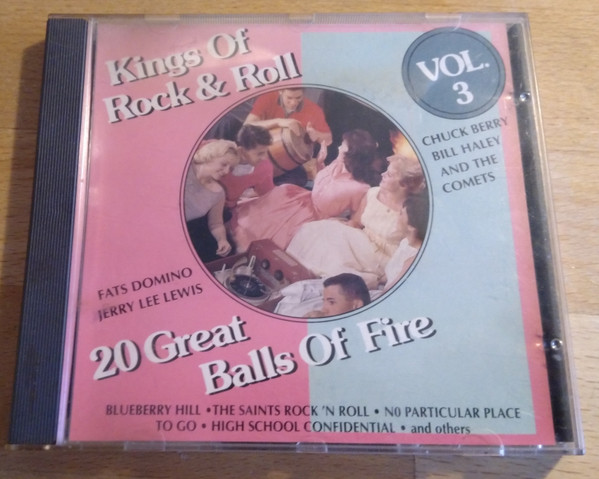 Kings Of
Rock & Roll
VOL.
3
CHUCK BERRY
BILL HALEY
AND THE
COMETS
FATS DOMINO
JERRY LEE LEWIS
20 Great
Balls Of Fire
BLUEBERRY HILL • THE SAINTS ROCK 'N ROLL • NO PARTICULAR PLACE
TO GO • HIGH SCHOOL CONFIDENTIAL • and others